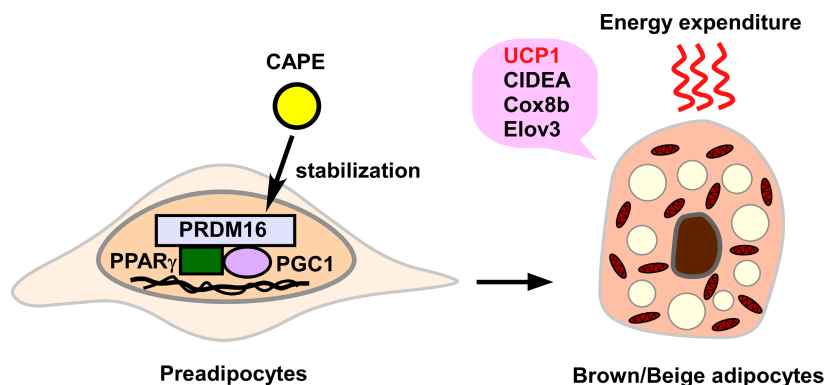 Energy expenditure
CAPE
UCP1
CIDEA
Cox8b
Elov3
stabilization
PRDM16
PPARγ
PGC1
Preadipocytes
Brown/Beige adipocytes